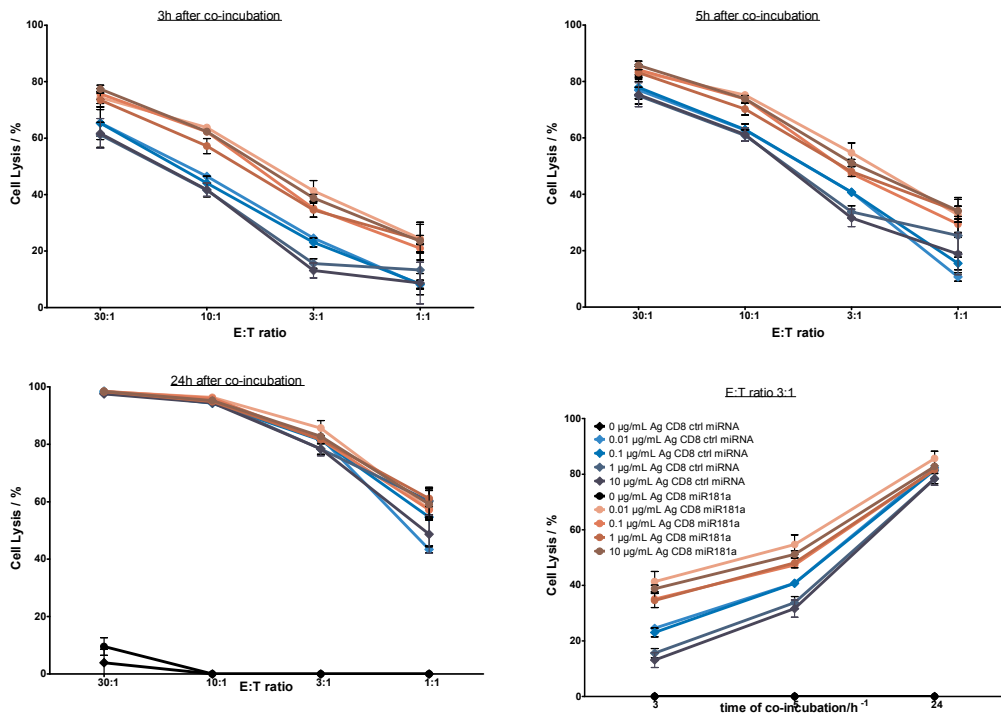 3h after co-incubation
Cell Lysis / %
80
60
40
20
0
30:1 10:1 3:1 1:1
E:T ratio
5h after co-incubation
Cell Lysis / %
80
60
40
20
0
30:1 10:1 3:1 1:1
E:T ratio
24h after co-incubation
Cell Lysis / %
100
80
60
40
20
0
30:1 10:1 3:1 1:1
E:T ratio
E:T ratio 3:1
Cell Lysis / %
100
80
60
40
20
0
0 µg/mL Ag CD8 ctrl miRNA
0.01 µg/mL Ag CD8 ctrl miRNA
0.1 µg/mL Ag CD8 ctrl miRNA
1 µg/mL Ag CD8 ctrl miRNA
10 µg/mL Ag CD8 ctrl miRNA
0 µg/mL Ag CD8 miR181a
0.01 µg/mL Ag CD8 miR181a
0.1 µg/mL Ag CD8 miR181a
1 µg/mL Ag CD8 miR181a
10 µg/mL Ag CD8 miR181a
3 5 24
time of co-incubation/h⁻¹